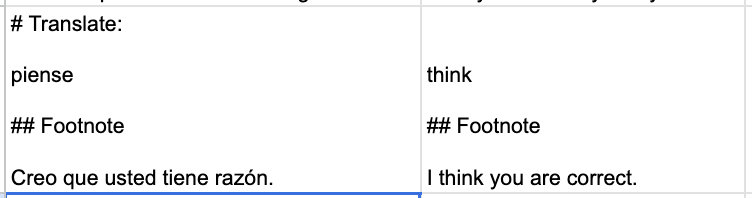 # Translate:
piense
## Footnote
Creo que usted tiene razón.
think
## Footnote
I think you are correct.